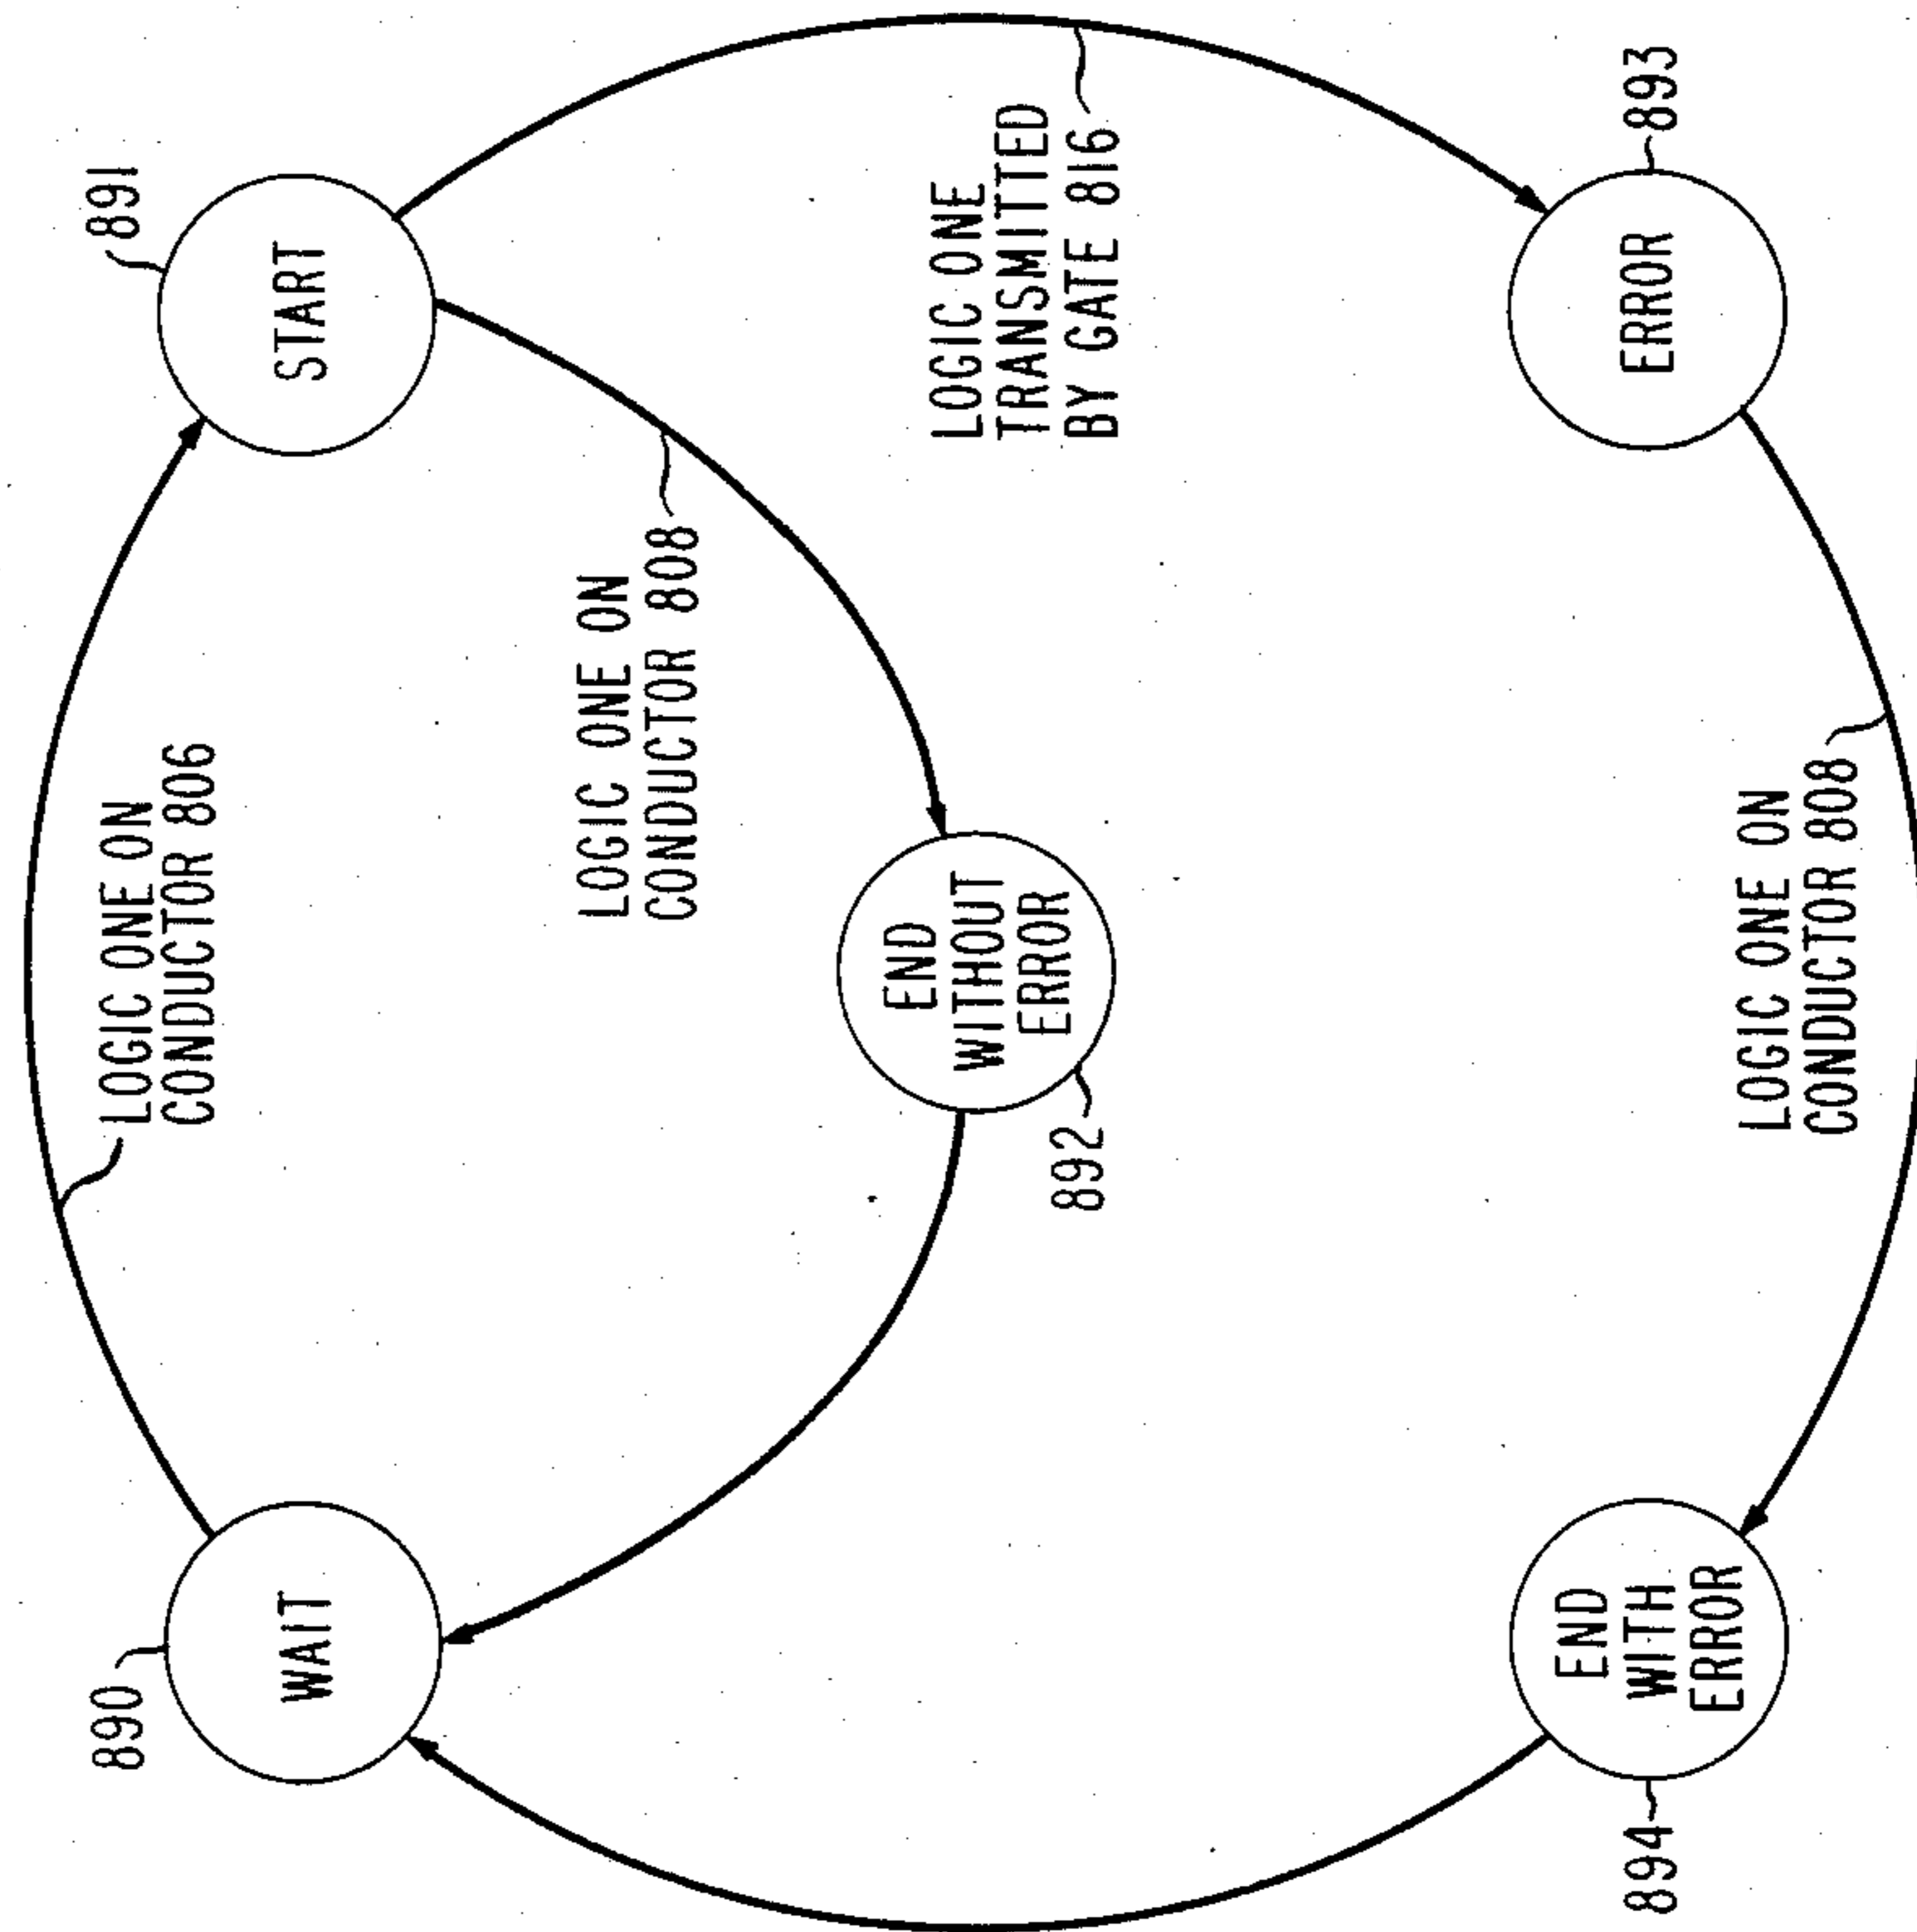 890
WAIT
LOGIC ONE ON
CONDUCTOR 806
891
START
LOGIC ONE ON
CONDUCTOR 808
END
WITHOUT
ERROR
892
LOGIC ONE
TRANSMITTED
BY GATE 816
894
END
WITH
ERROR
LOGIC ONE ON
CONDUCTOR 808
893
ERROR